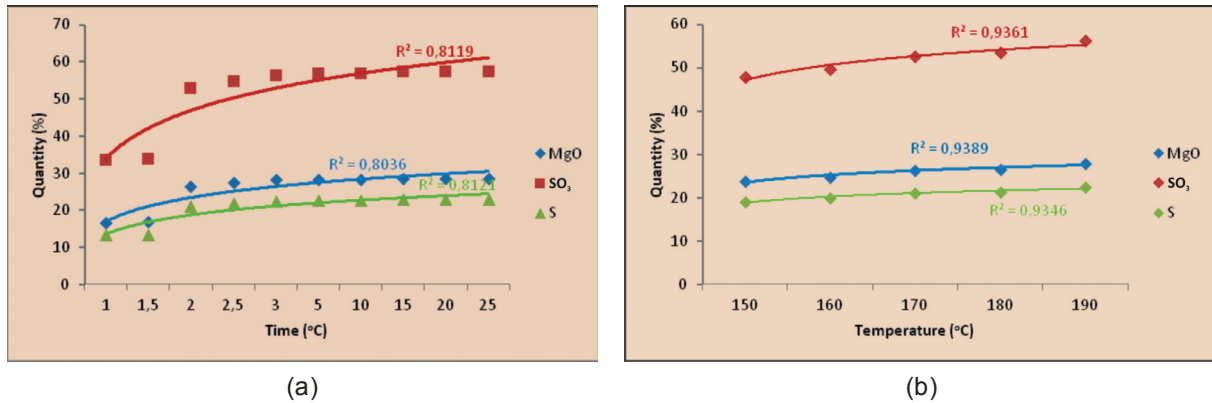 70
60
50
40
30
20
10
0
Quantity (%)
R² = 0,8119
R² = 0,8036
R² = 0,8121
1 1,5 2 2,5 3 5 10 15 20 25
Time (°C)
MgO
SO₃
S
(a)
60
50
40
30
20
10
0
Quantity (%)
R² = 0,9361
R² = 0,9389
R² = 0,9346
150 160 170 180 190
Temperature (°C)
MgO
SO₃
S
(b)